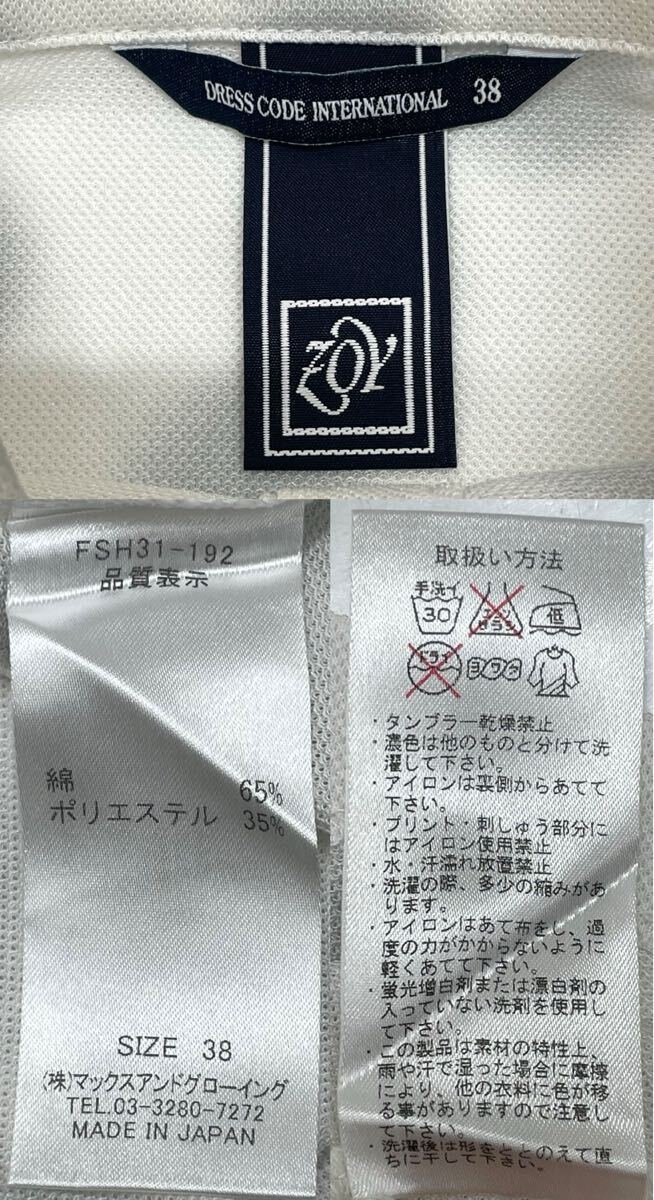 DRESS CODE INTERNATIONAL 38
ZOY
FSH31-192
品質表示
綿 65%
ポリエステル 35%
SIZE 38
(株)マックスアンドグローイング
TEL.03-3280-7272
MADE IN JAPAN
取扱い方法
手洗イ
30
エンソ
サラシ
低
ドライ
ヨワク
・タンブラー乾燥禁止
・濃色は他のものと分けて洗
濯して下さい。
・アイロンは裏側からあてて
下さい。
・プリント・刺しゅう部分に
はアイロン使用禁止
・水・汗濡れ放置禁止
・洗濯の際、多少の縮みがあ
ります。
・アイロンはあて布をし、過
度の力がかからないように
軽くあてて下さい。
・蛍光増白剤または漂白剤の
入っていない洗剤を使用し
て下さい。
・この製品は素材の特性上、
雨や汗で湿った場合に摩擦
により、他の衣料に色が移
る事がありますので注意し
て下さい。
・洗濯後は形をととのえて直
ちに干して下さい。